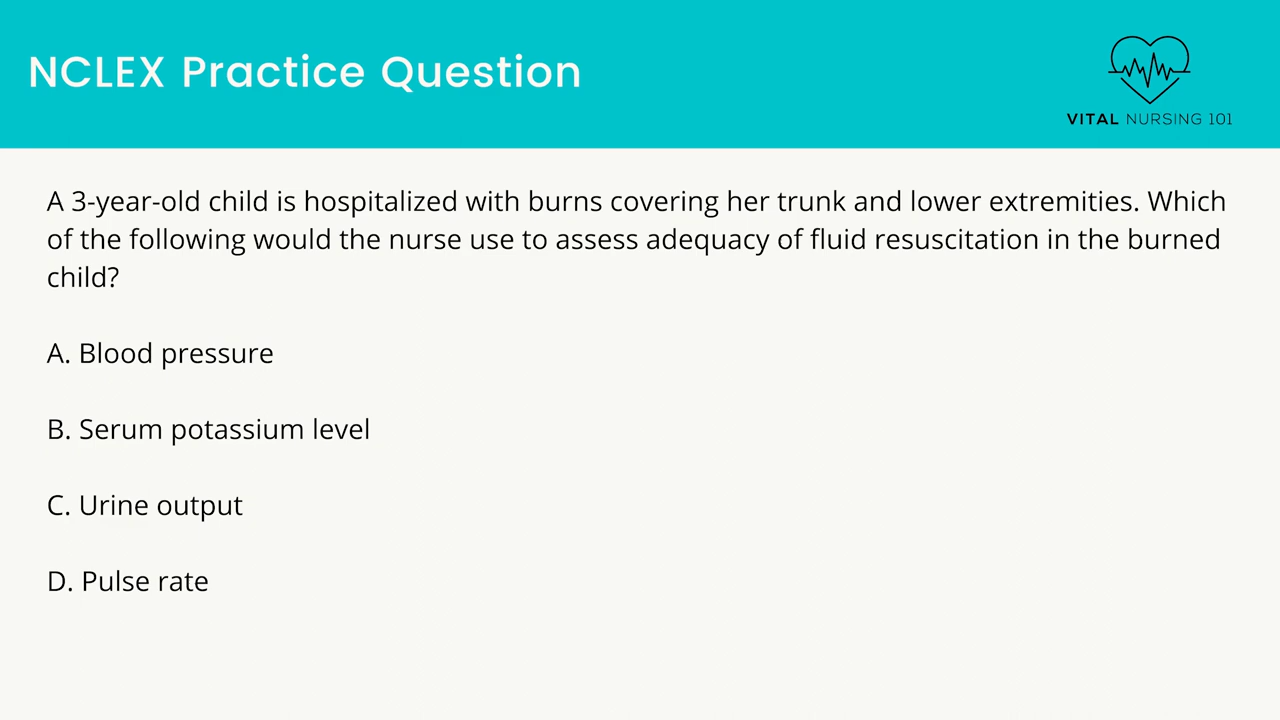 NCLEX Practice Question
VITAL NURSING 101
A 3-year-old child is hospitalized with burns covering her trunk and lower extremities. Which
of the following would the nurse use to assess adequacy of fluid resuscitation in the burned
child?
A. Blood pressure
B. Serum potassium level
C. Urine output
D. Pulse rate